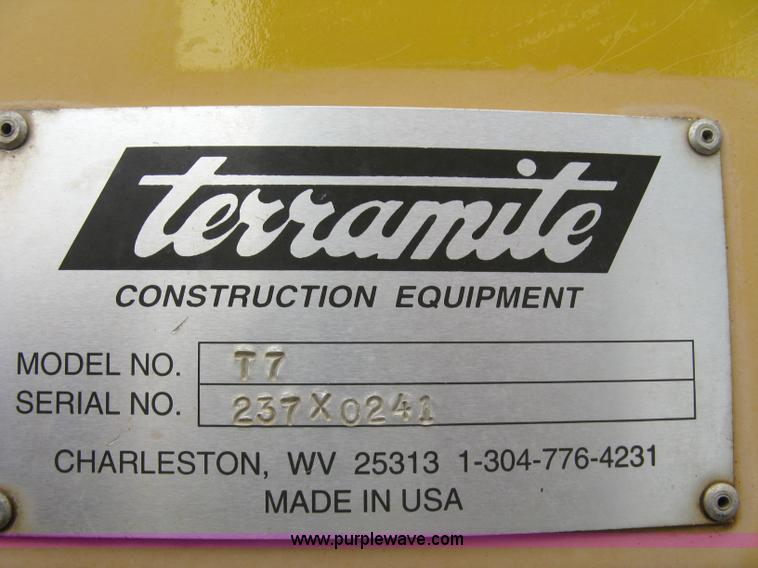 terramite
CONSTRUCTION EQUIPMENT
MODEL NO. T7
SERIAL NO. 237X0241
CHARLESTON, WV 25313 1-304-776-4231
MADE IN USA
www.purplewave.com